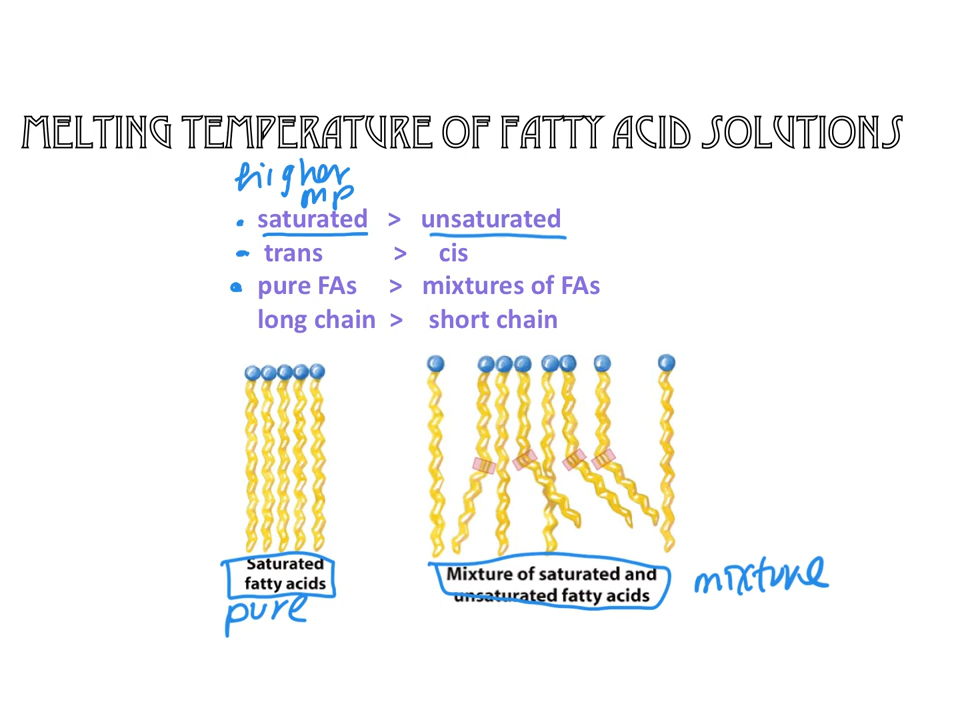 MELTING TEMPERATURE OF FATTY ACID SOLUTIONS
higher
mp
saturated > unsaturated
trans > cis
pure FAs > mixtures of FAs
long chain > short chain
Saturated
fatty acids
pure
Mixture of saturated and
unsaturated fatty acids
mixture